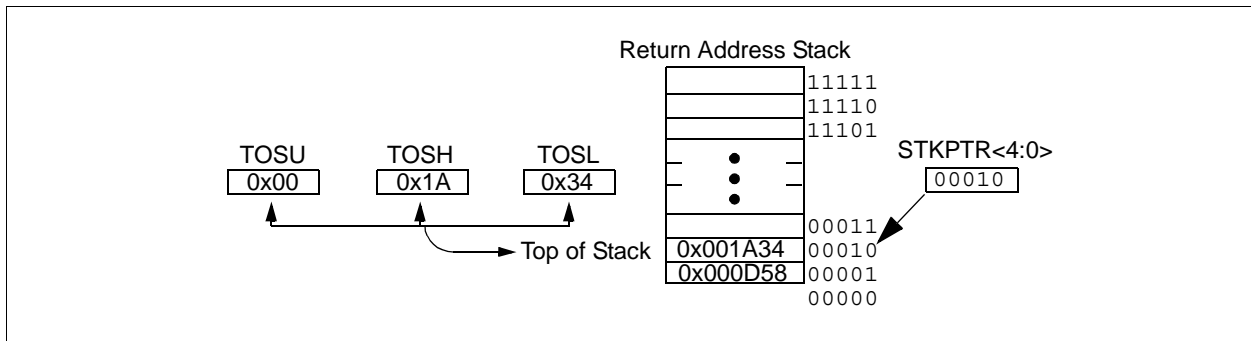 Return Address Stack
11111
11110
11101
TOSU TOSH TOSL STKPTR<4:0>
0x00 0x1A 0x34 00010
00011
Top of Stack 0x001A34 00010
0x000D58 00001
00000